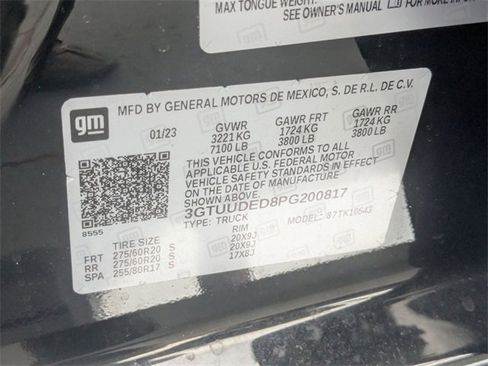 MAX TONGUE WEIGHT:
SEE OWNER'S MANUAL FOR MORE
gm
MFD BY GENERAL MOTORS DE MEXICO, S. DE R.L. DE C.V.
01/23 GVWR GAWR FRT GAWR RR
3221 KG 1724 KG 1724 KG
7100 LB 3800 LB 3800 LB
THIS VEHICLE CONFORMS TO ALL
APPLICABLE U.S. FEDERAL MOTOR
VEHICLE SAFETY STANDARDS IN EFFECT
ON THE DATE OF MANUFACTURE
SHOWN ABOVE.
3GTUUDED8PG200817
8555
TYPE: TRUCK MODEL: 87TK10543
TIRE SIZE RIM
FRT 275/60R20 S 20X9J
RR 275/60R20 S 20X9J
SPA 255/80R17 S 17X8J